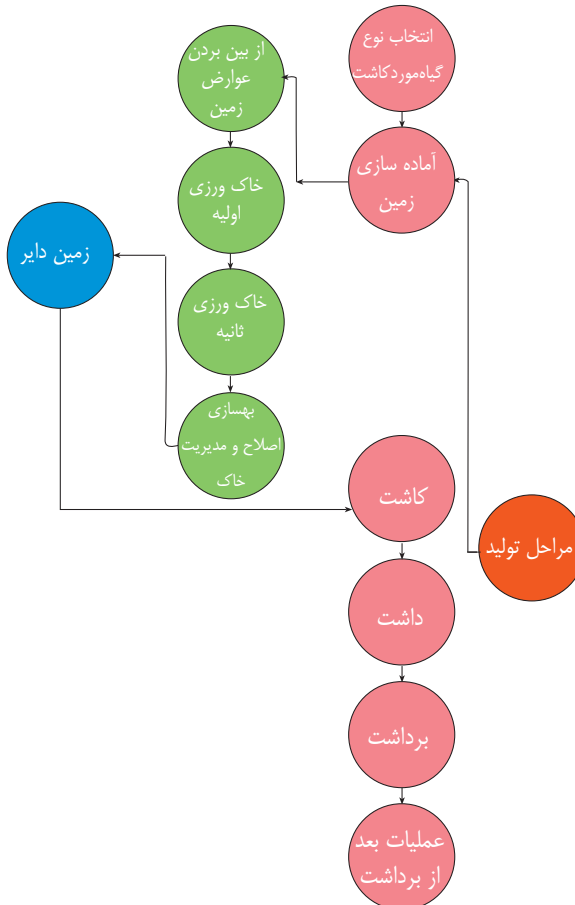 انتخاب نوع
گیاه‌موردکاشت
آماده سازی
زمین
از بین بردن
عوارض
زمین
خاک ورزی
اولیه
خاک ورزی
ثانیه
بهسازی
اصلاح و مدیریت
خاک
زمین دایر
مراحل تولید
کاشت
داشت
برداشت
عملیات بعد
از برداشت